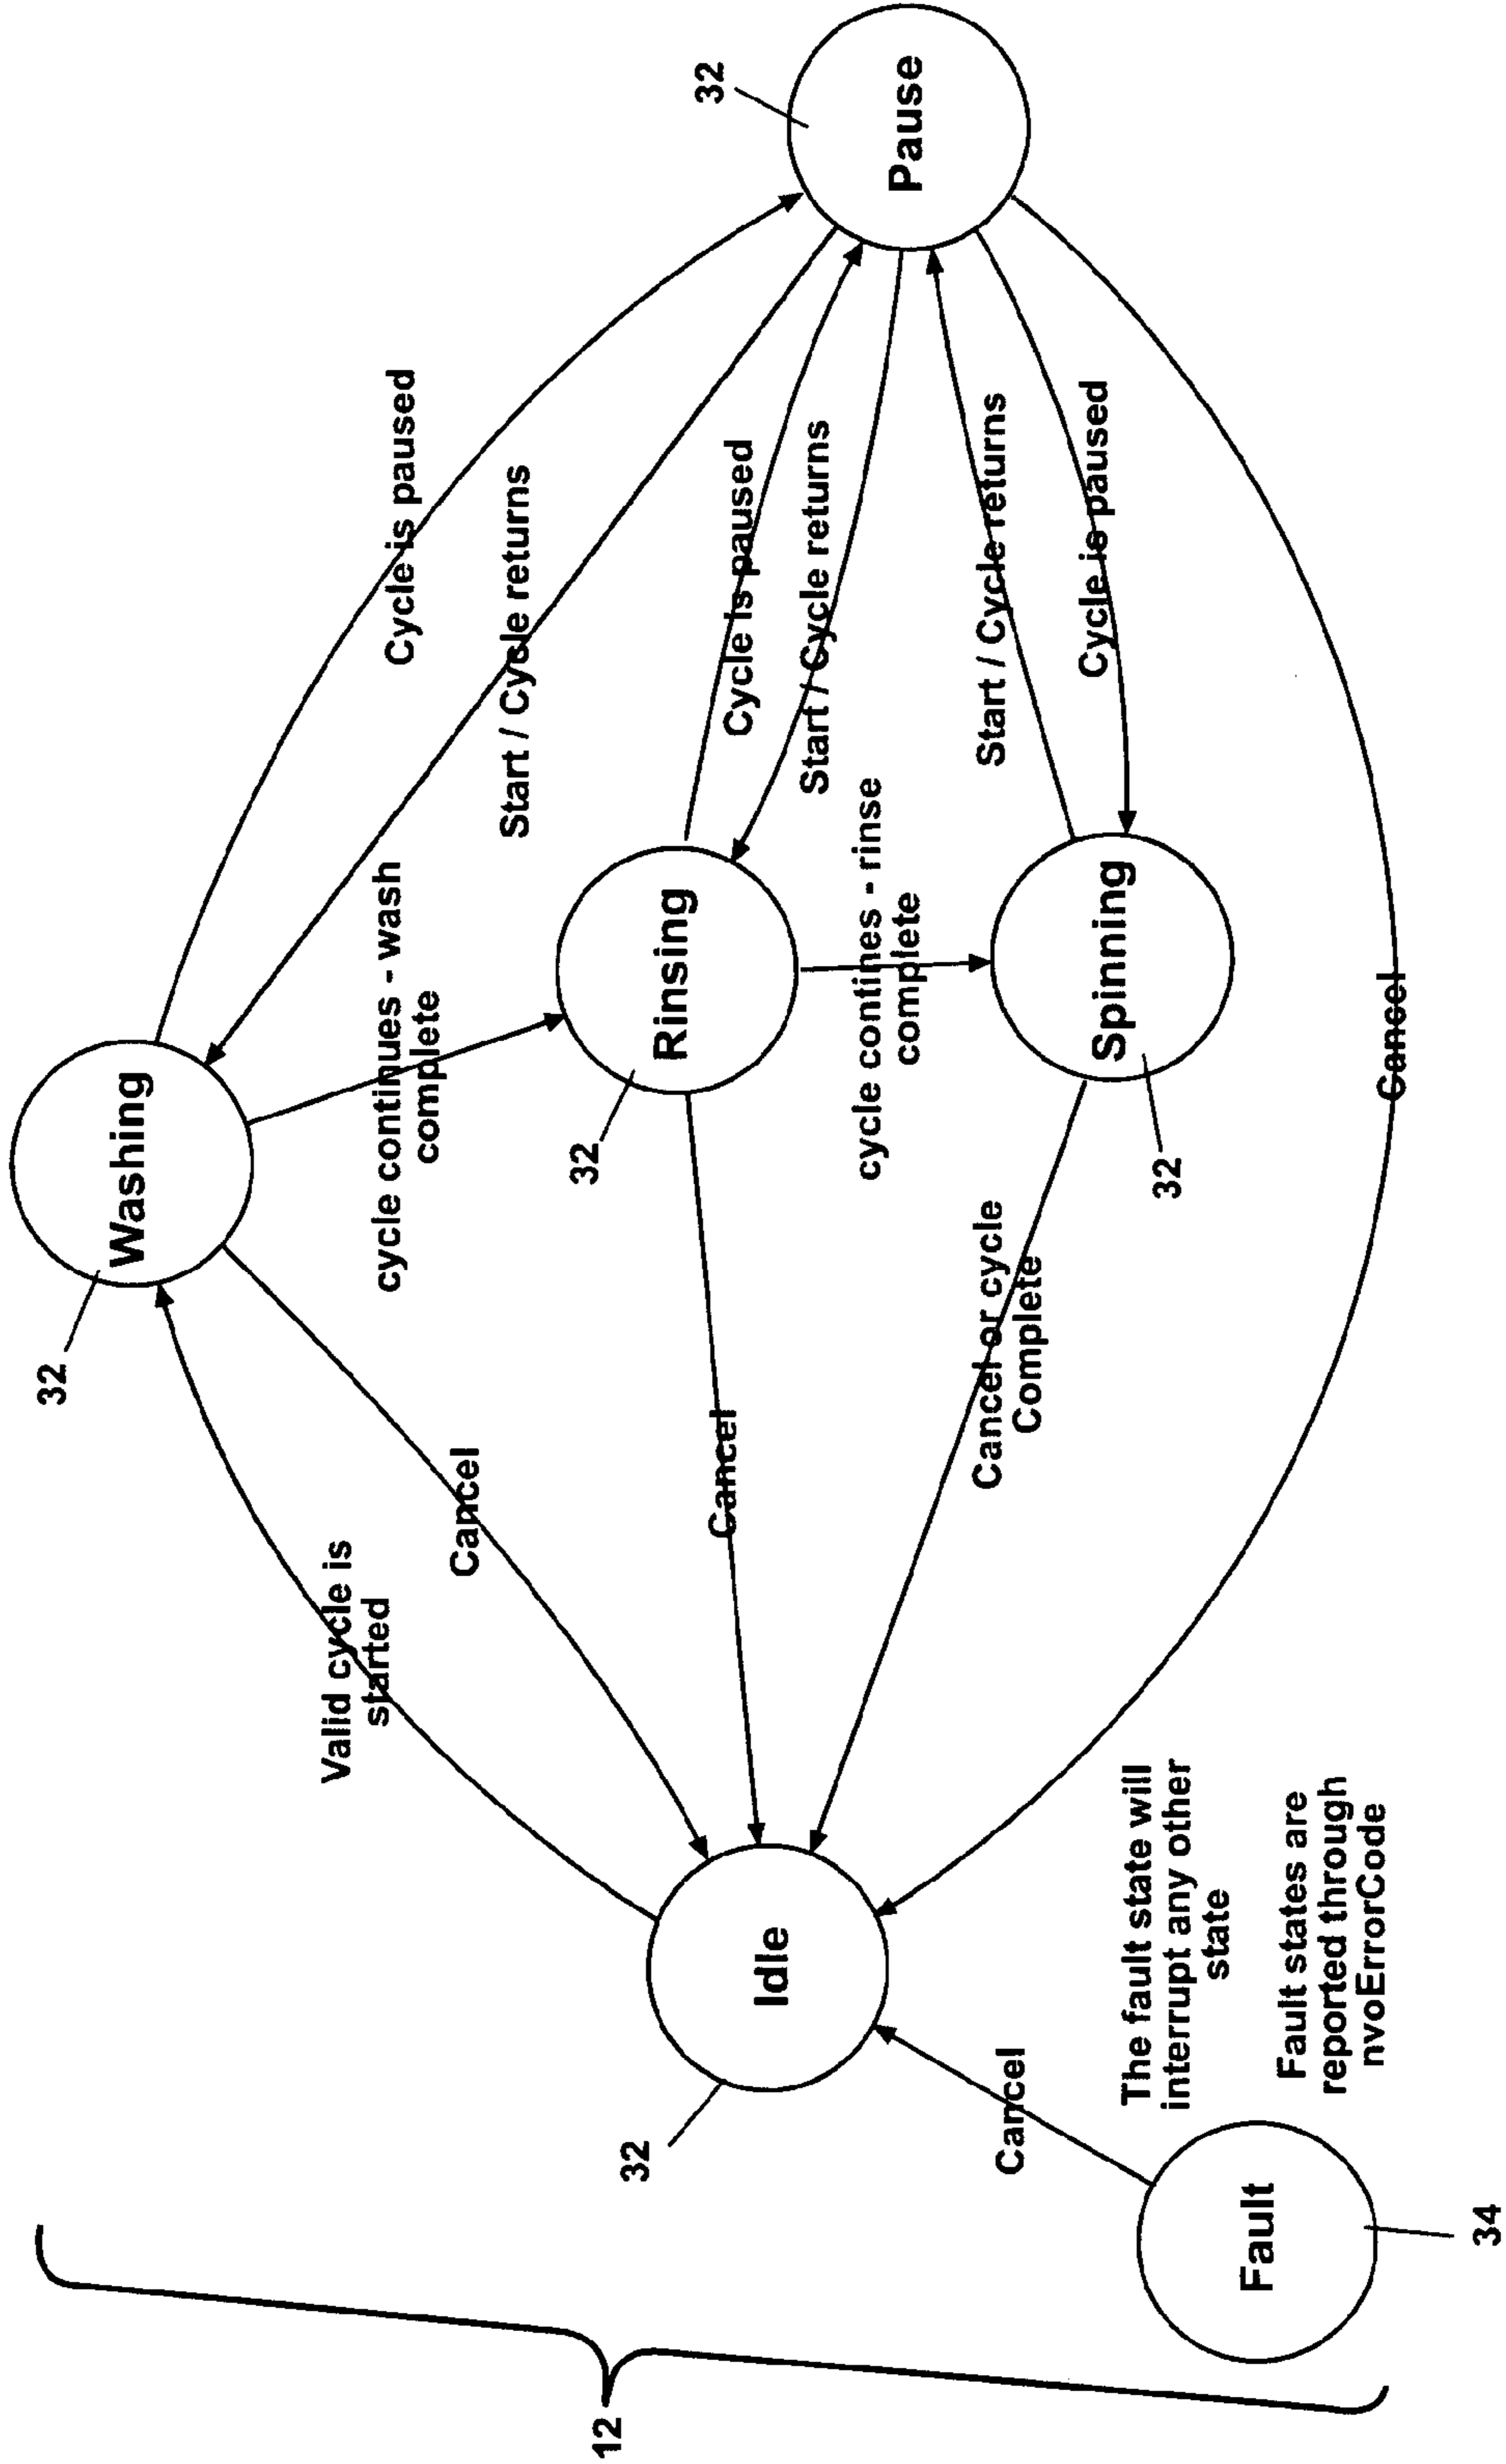 12
32
Washing
Valid cycle is
started
Cancel
cycle continues - wash
complete
Cycle is paused
Start / Cycle returns
32
Pause
32
Idle
Cancel
32
Rinsing
Cycle is paused
Start / Cycle returns
cycle contines - rinse
complete
Cancel or cycle
Complete
32
Spinning
Start / Cycle returns
Cycle is paused
Cancel
Cancel
Fault
34
The fault state will
interrupt any other
state
Fault states are
reported through
nvoErrorCode
32